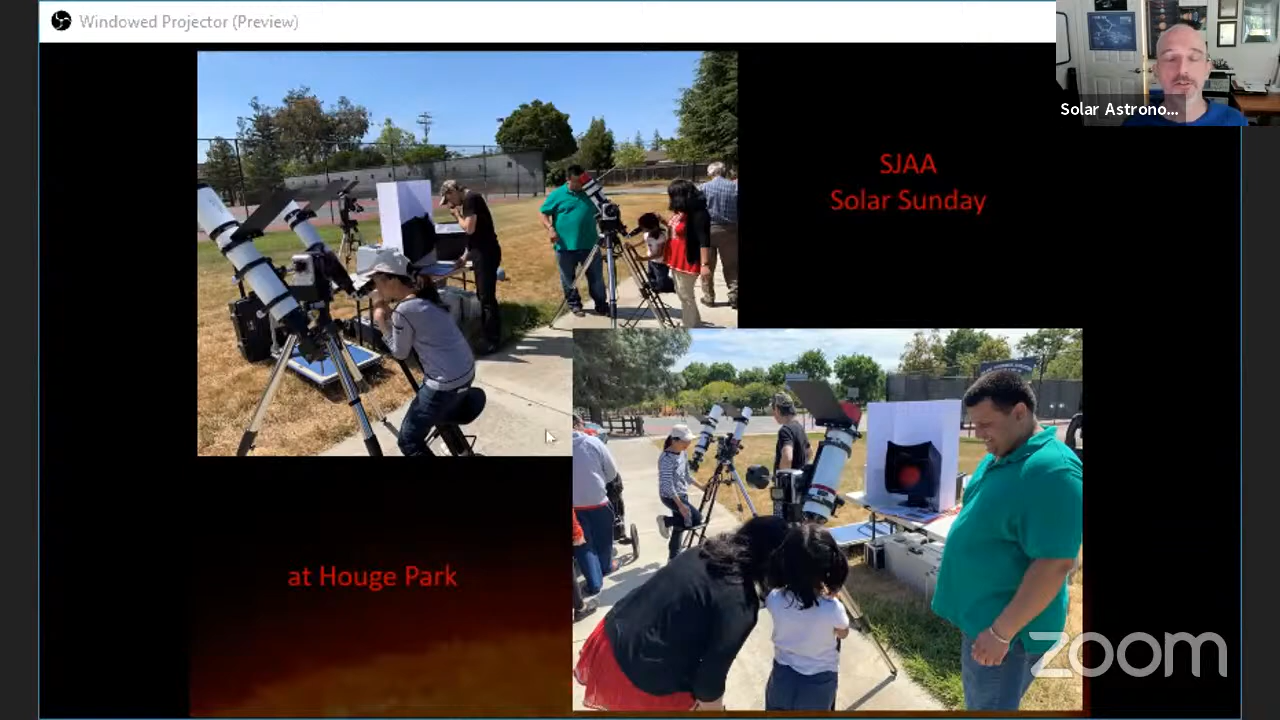 Windowed Projector (Preview)
Solar Astrono...
SJAA
Solar Sunday
at Houge Park
zoom